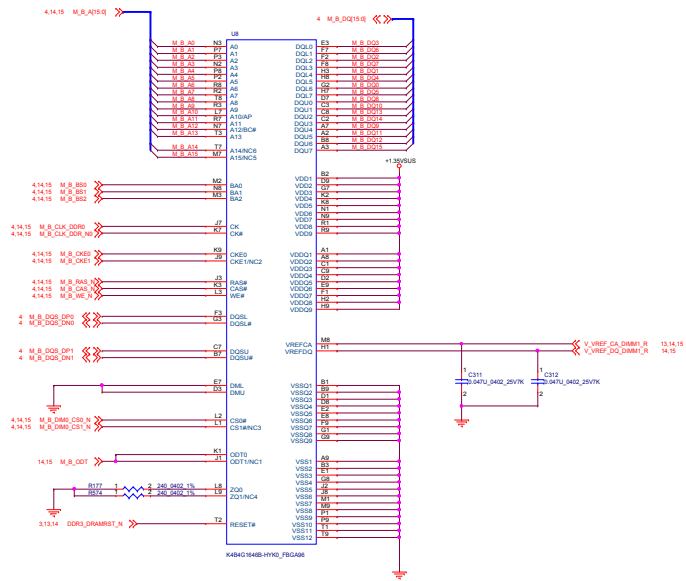 4,14,15 M_B_A[15:0]
4 M_B_DQ[15:0]
U8
M_B_A0 N3 A0
M_B_A1 P7 A1
M_B_A2 P3 A2
M_B_A3 N2 A3
M_B_A4 P8 A4
M_B_A5 P2 A5
M_B_A6 R8 A6
M_B_A7 R2 A7
M_B_A8 T8 A8
M_B_A9 R3 A9
M_B_A10 L7 A10/AP
M_B_A11 R7 A11
M_B_A12 N7 A12/BC#
M_B_A13 T3 A13
M_B_A14 T7 A14/NC6
M_B_A15 M7 A15/NC5
4,14,15 M_B_BS0 M2 BA0
4,14,15 M_B_BS1 N8 BA1
4,14,15 M_B_BS2 M3 BA2
4,14,15 M_B_CLK_DDR0 J7 CK
4,14,15 M_B_CLK_DDR_N0 K7 CK#
4,14,15 M_B_CKE0 K9 CKE0
4,14,15 M_B_CKE1 J9 CKE1/NC2
4,14,15 M_B_RAS_N J3 RAS#
4,14,15 M_B_CAS_N K3 CAS#
4,14,15 M_B_WE_N L3 WE#
4 M_B_DQS_DP0 F3 DQSL
4 M_B_DQS_DN0 G3 DQSL#
4 M_B_DQS_DP1 C7 DQSU
4 M_B_DQS_DN1 B7 DQSU#
E7 DML
D3 DMU
4,14,15 M_B_DIM0_CS0_N L2 CS0#
4,14,15 M_B_DIM0_CS1_N L1 CS1#/NC3
K1 ODT0
14,15 M_B_ODT J1 ODT1/NC1
R177 1 2 240_0402_1% L8 ZQ0
R574 1 2 240_0402_1% L9 ZQ1/NC4
3,13,14 DDR3_DRAMRST_N T2 RESET#
K4B4G1646B-HYK0_FBGA96
DQL0 E3 M_B_DQ3
DQL1 F7 M_B_DQ6
DQL2 F2 M_B_DQ2
DQL3 F8 M_B_DQ7
DQL4 H3 M_B_DQ1
DQL5 H8 M_B_DQ4
DQL6 G2 M_B_DQ0
DQL7 H7 M_B_DQ5
DQU0 D7 M_B_DQ8
DQU1 C3 M_B_DQ10
DQU2 C8 M_B_DQ13
DQU3 C2 M_B_DQ14
DQU4 A7 M_B_DQ9
DQU5 A2 M_B_DQ11
DQU6 B8 M_B_DQ12
DQU7 A3 M_B_DQ15
+1.35VSUS
VDD1 B2
VDD2 D9
VDD3 G7
VDD4 K2
VDD5 K8
VDD6 N1
VDD7 N9
VDD8 R1
VDD9 R9
VDDQ1 A1
VDDQ2 A8
VDDQ3 C1
VDDQ4 C9
VDDQ5 D2
VDDQ6 E9
VDDQ7 F1
VDDQ8 H2
VDDQ9 H9
VREFCA M8 V_VREF_CA_DIMM1_R 13,14,15
VREFDQ H1 V_VREF_DQ_DIMM1_R 14,15
1 1
C311 C312
0.047U_0402_25V7K 0.047U_0402_25V7K
2 2
VSSQ1 B1
VSSQ2 B9
VSSQ3 D1
VSSQ4 D8
VSSQ5 E2
VSSQ6 E8
VSSQ7 F9
VSSQ8 G1
VSSQ9 G9
VSS1 A9
VSS2 B3
VSS3 E1
VSS4 G8
VSS5 J2
VSS6 J8
VSS7 M1
VSS8 M9
VSS9 P1
VSS10 P9
VSS11 T1
VSS12 T9